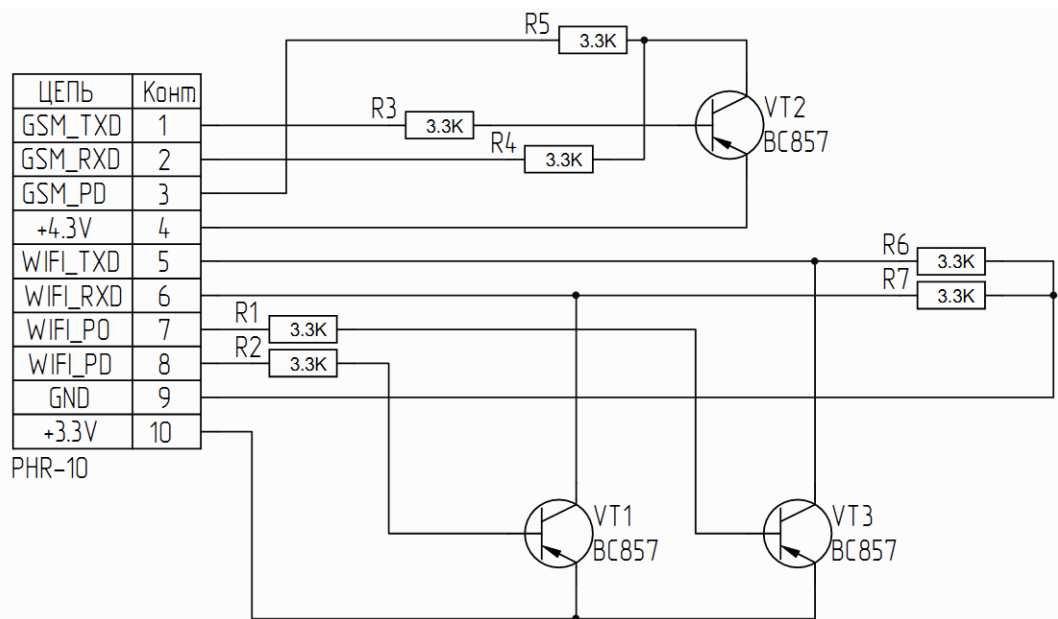 R5
3.3K
ЦЕПЬ Конт
GSM_TXD 1
R3
3.3K
VT2
BC857
GSM_RXD 2
R4
3.3K
GSM_PD 3
+4.3V 4
WIFI_TXD 5
R6
3.3K
WIFI_RXD 6
R7
3.3K
WIFI_PO 7
R1
3.3K
WIFI_PD 8
R2
3.3K
GND 9
+3.3V 10
PHR-10
VT1
BC857
VT3
BC857